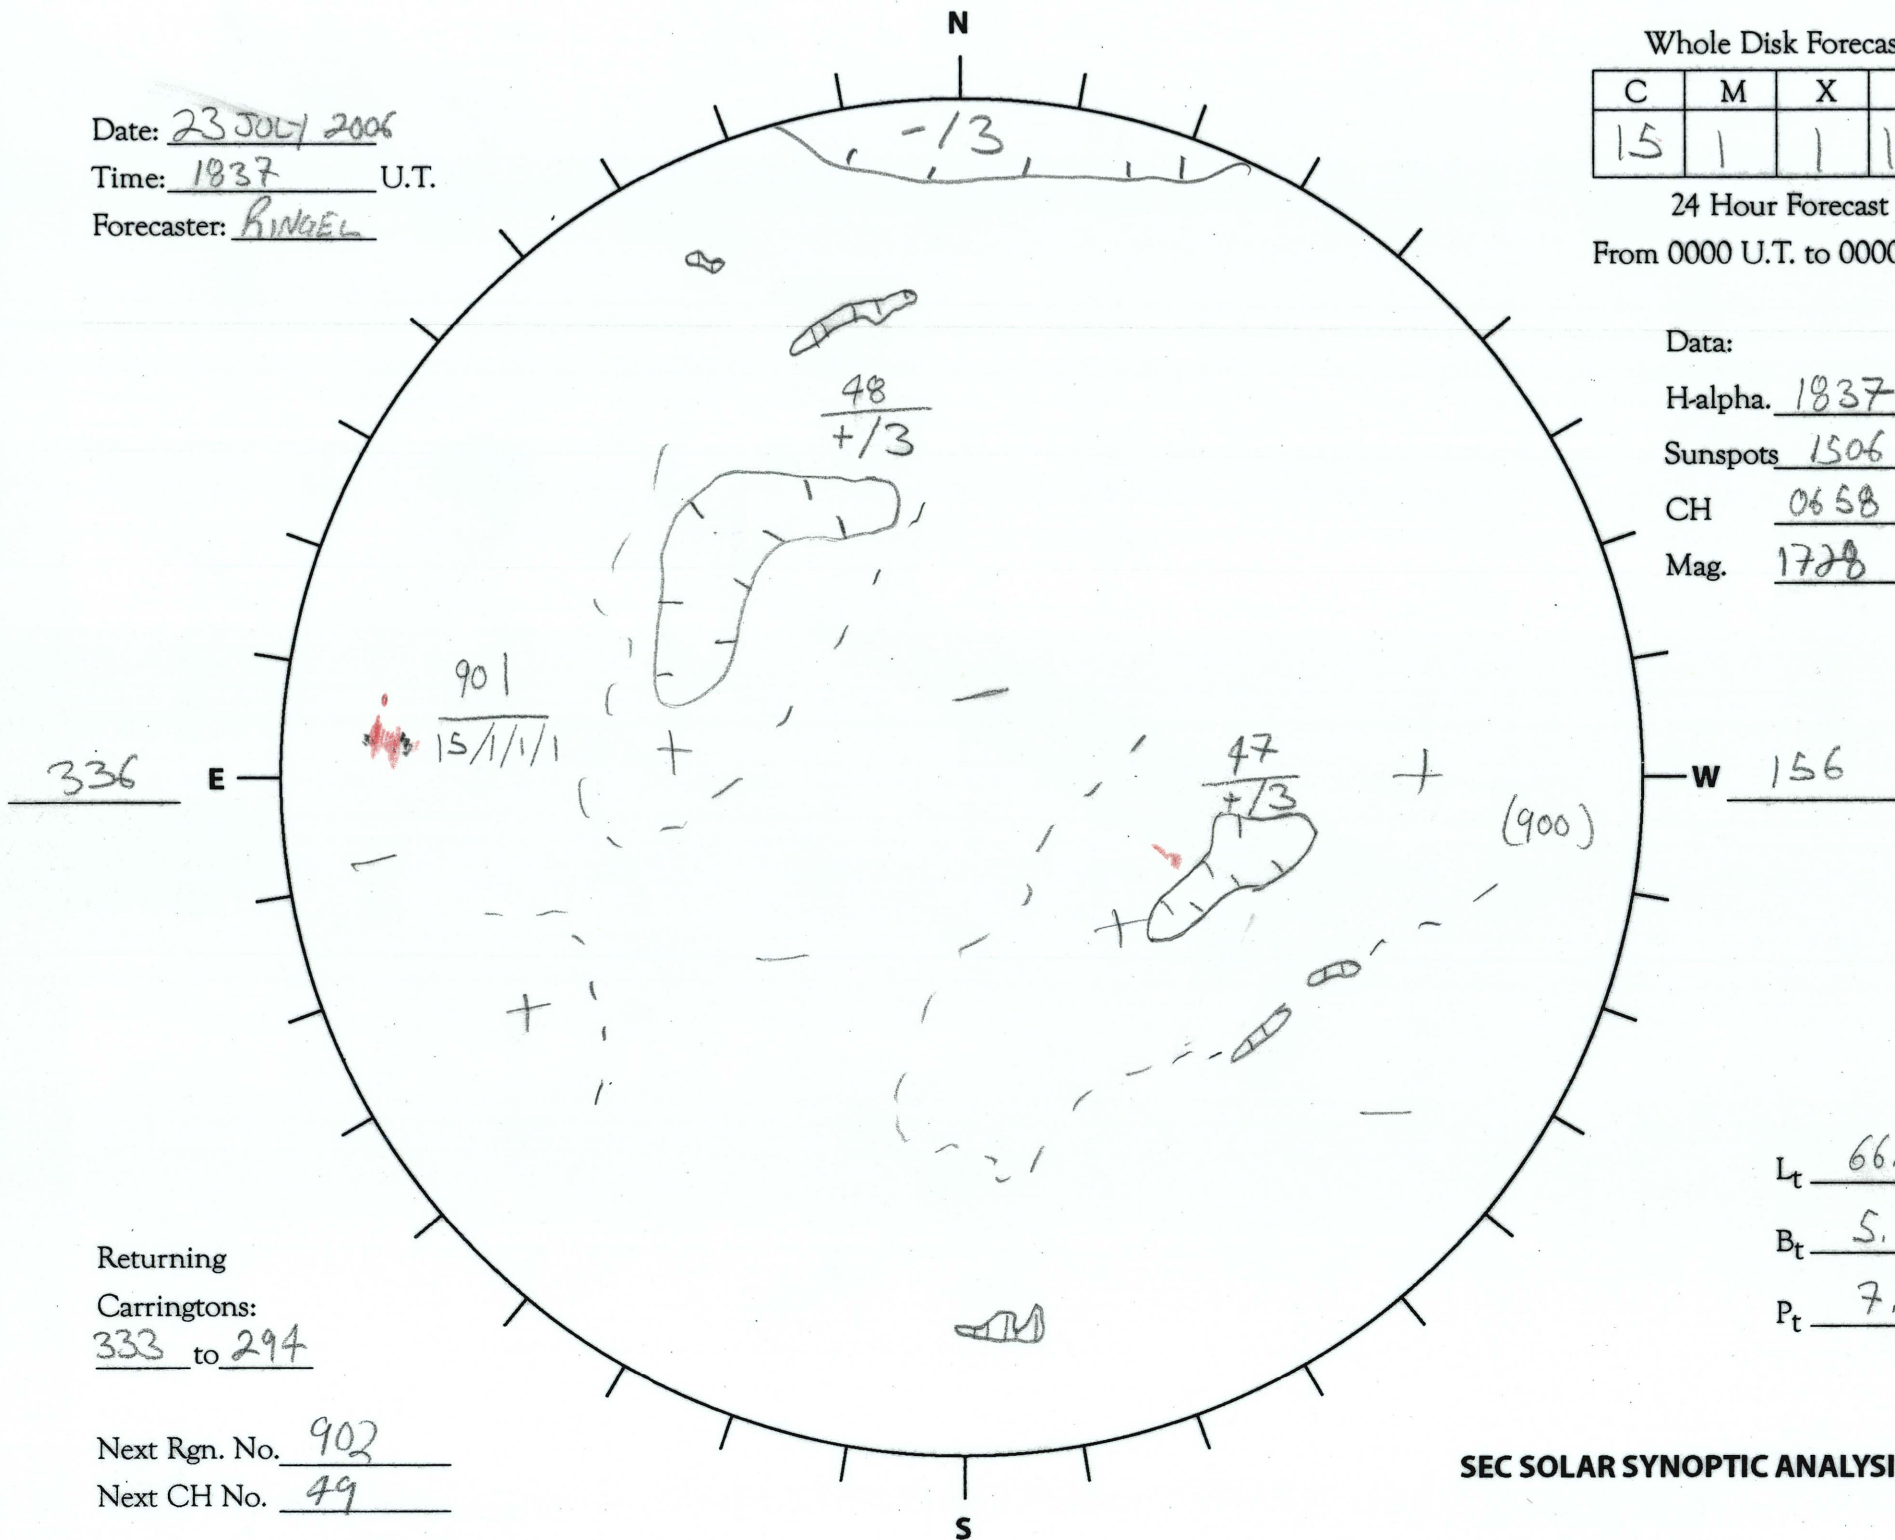 N
Whole Disk Forecas
C M X
15 1 1 1
24 Hour Forecast
From 0000 U.T. to 0000
Date: 23 JULY 2006
Time: 1837 U.T.
Forecaster: RINGEL
-/3
Data:
H-alpha. 1837
Sunspots 1506
CH 0658
Mag. 1728
48
+/3
901
15/1/1/1
+
−
47
+/3
+
336 E
W 156
(900)
−
+
−
+
−
Lt 66.
Bt 5.
Pt 7.
Returning
Carringtons:
333 to 294
Next Rgn. No. 902
Next CH No. 49
SEC SOLAR SYNOPTIC ANALYSI
S